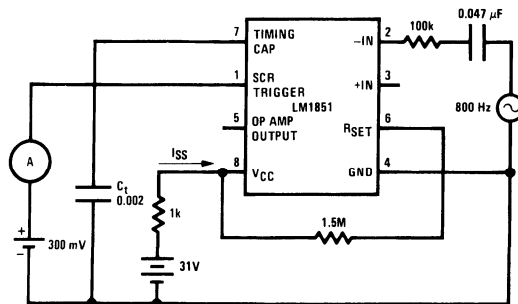 0.047 μF
100k
7 TIMING CAP –IN 2
1 SCR TRIGGER +IN 3
LM1851
800 Hz
5 OP AMP OUTPUT RSET 6
A
ISS
8 VCC GND 4
Ct
0.002
1k
1.5M
+
300 mV
–
31V